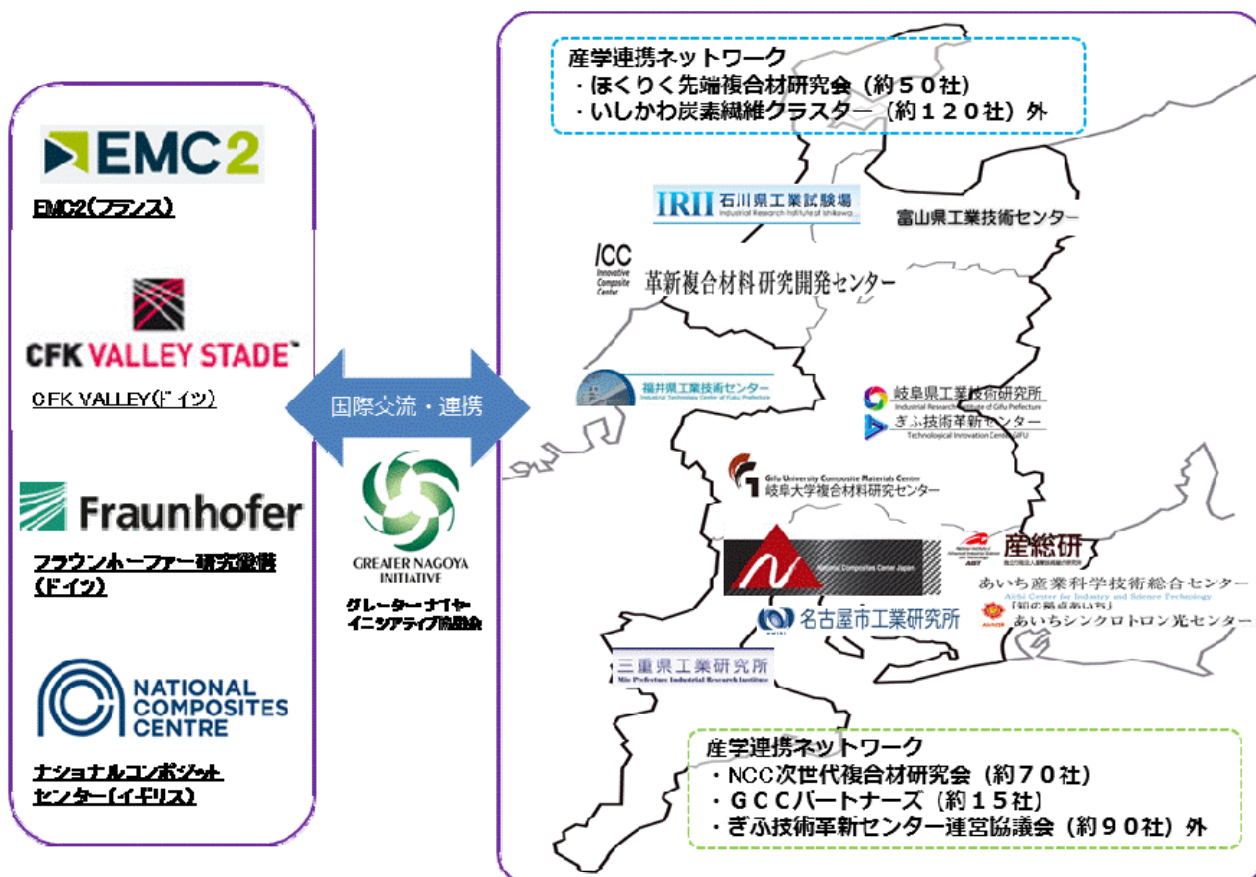 EMC2
EMC2(フランス)
CFK VALLEY STADE
CFK VALLEY(ドイツ)
Fraunhofer
フラウンホーファー研究機構
(ドイツ)
NATIONAL
COMPOSITES
CENTRE
ナショナルコンポジット
センター(イギリス)
国際交流・連携
GREATER NAGOYA
INITIATIVE
グレーターナゴヤ
イニシアティブ協議会
産学連携ネットワーク
・ほくりく先端複合材研究会(約50社)
・いしかわ炭素繊維クラスター(約120社)外
IRII 石川県工業試験場
Industrial Research Institute of Ishikawa
富山県工業技術センター
ICC
Innovative
Composite
Center
革新複合材料研究開発センター
福井県工業技術センター
Industrial Technology Center of Fukui Prefecture
岐阜県工業技術研究所
Industrial Research Institute of Gifu Prefecture
ぎふ技術革新センター
Technological Innovation Center, GIFU
Gifu University Composite Materials Center
岐阜大学複合材料研究センター
National Composites Center Japan
産総研
AIST
名古屋市工業研究所
あいち産業科学技術総合センター
Aichi Center for Industry and Science Technology
「知の拠点あいち」
あいちシンクロトロン光センター
三重県工業研究所
Mie Prefecture Industrial Research Institute
産学連携ネットワーク
・NCC次世代複合材研究会(約70社)
・GCCパートナーズ(約15社)
・ぎふ技術革新センター運営協議会(約90社)外